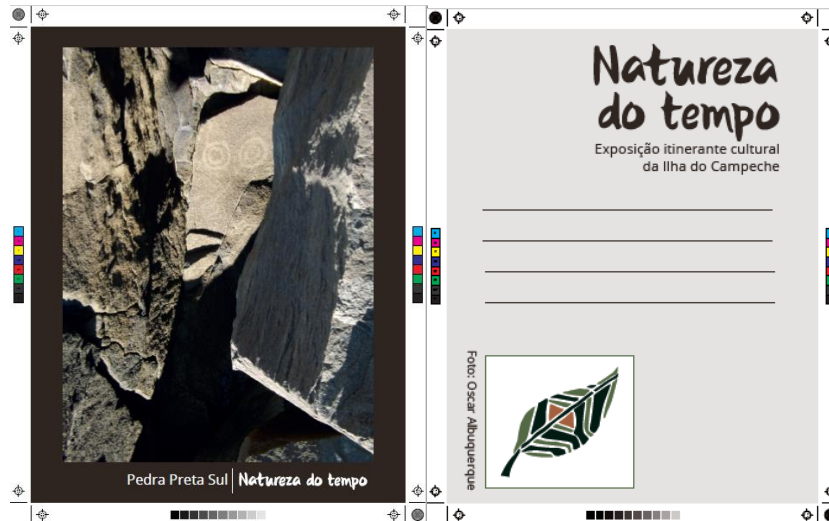 Pedra Preta Sul Natureza do tempo
Natureza
do tempo
Exposição itinerante cultural
da Ilha do Campeche
Foto: Oscar Albuquerque